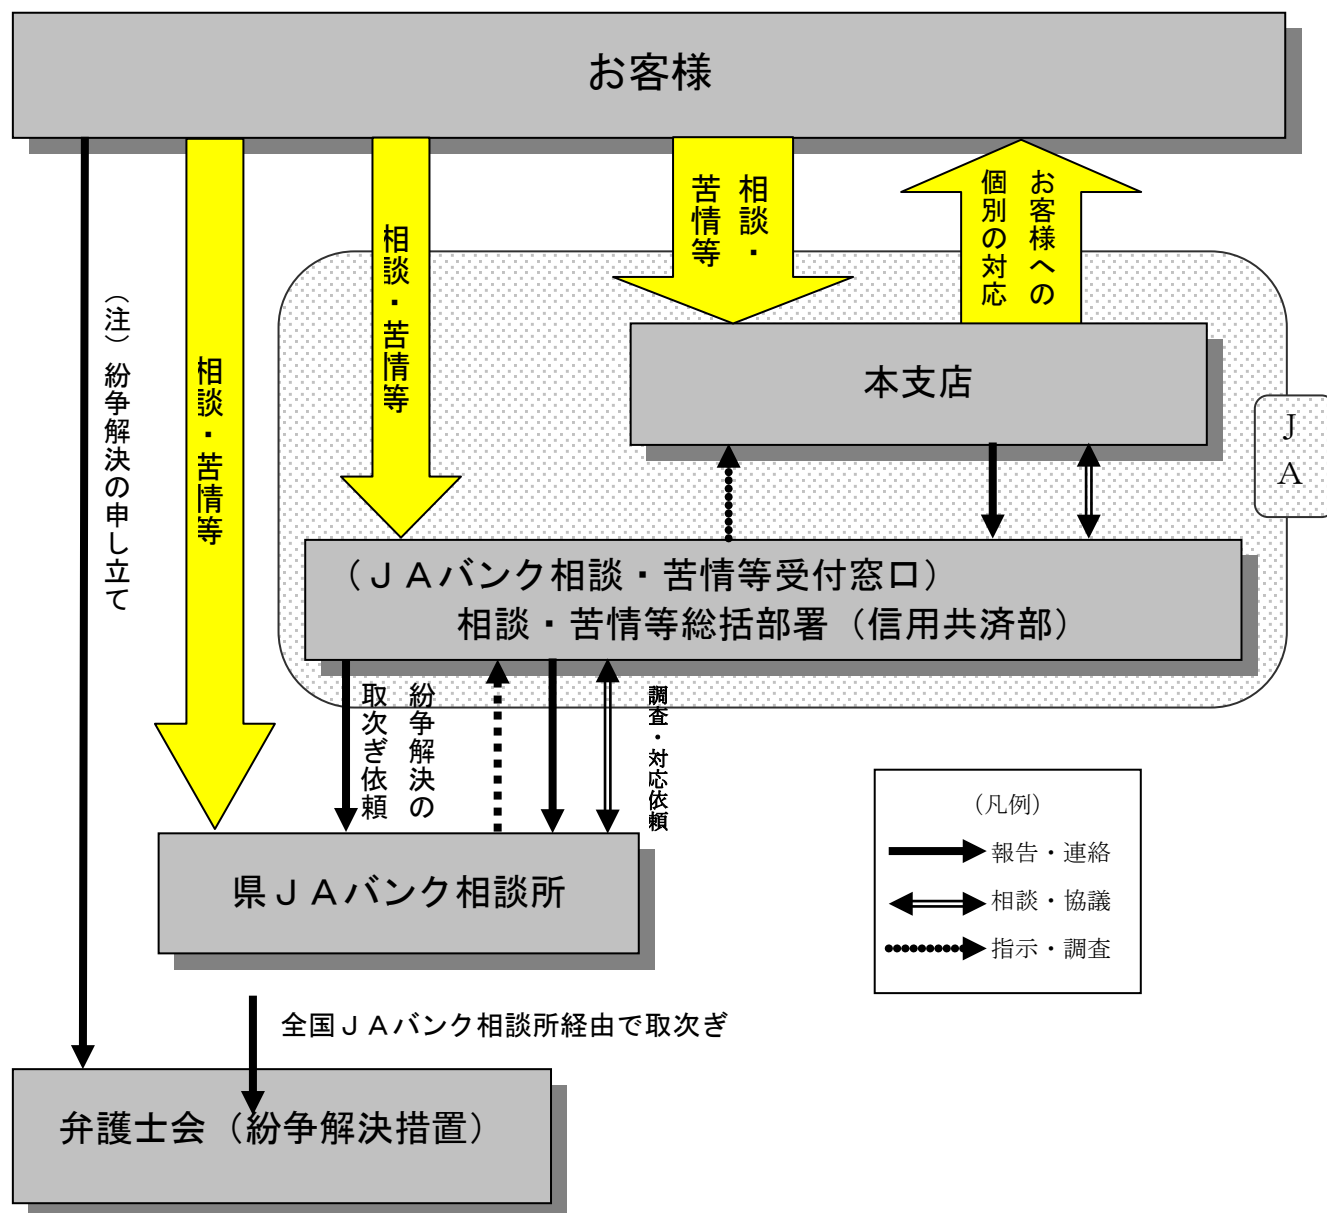 お客様
(注)紛争解決の申し立て
相談・苦情等
相談・苦情等
相談・
苦情等
お客様への
個別の対応
本支店
J
A
(JAバンク相談・苦情等受付窓口)
相談・苦情等総括部署(信用共済部)
紛争解決の
取次ぎ依頼
調査・対応依頼
県JAバンク相談所
(凡例)
報告・連絡
相談・協議
指示・調査
全国JAバンク相談所経由で取次ぎ
弁護士会(紛争解決措置)